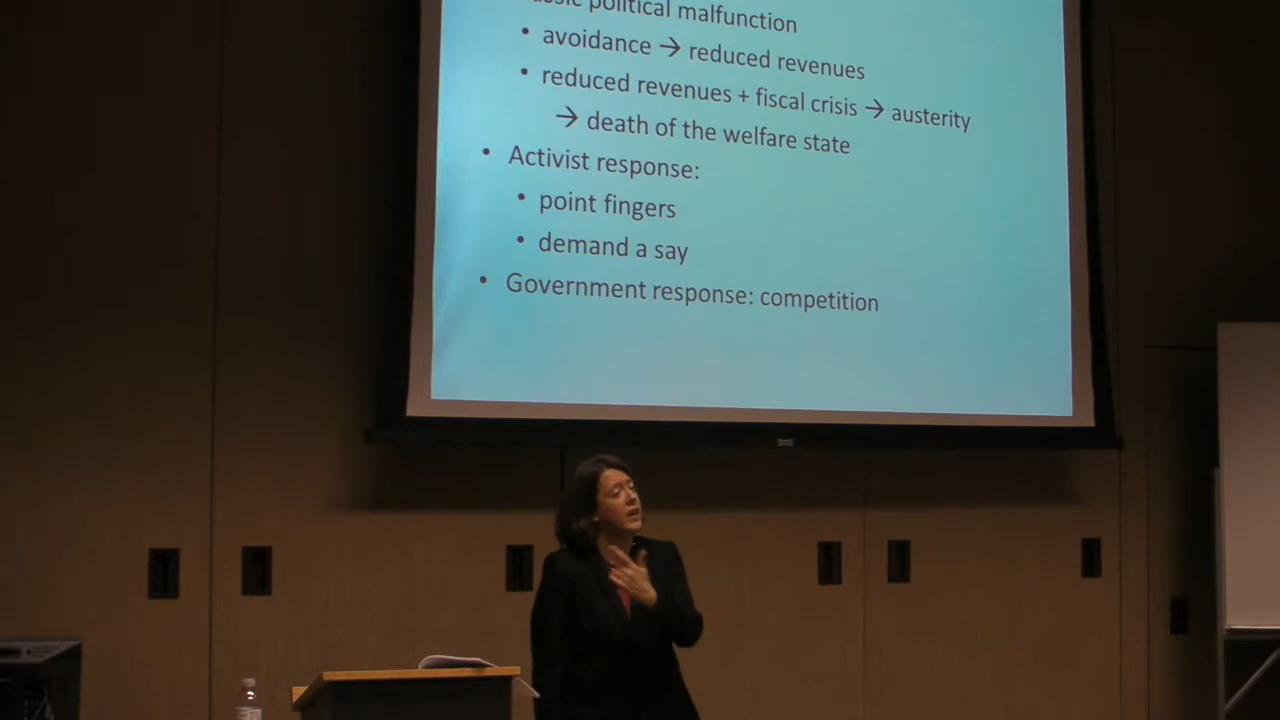 political malfunction
• avoidance → reduced revenues
• reduced revenues + fiscal crisis → austerity
→ death of the welfare state
• Activist response:
• point fingers
• demand a say
• Government response: competition